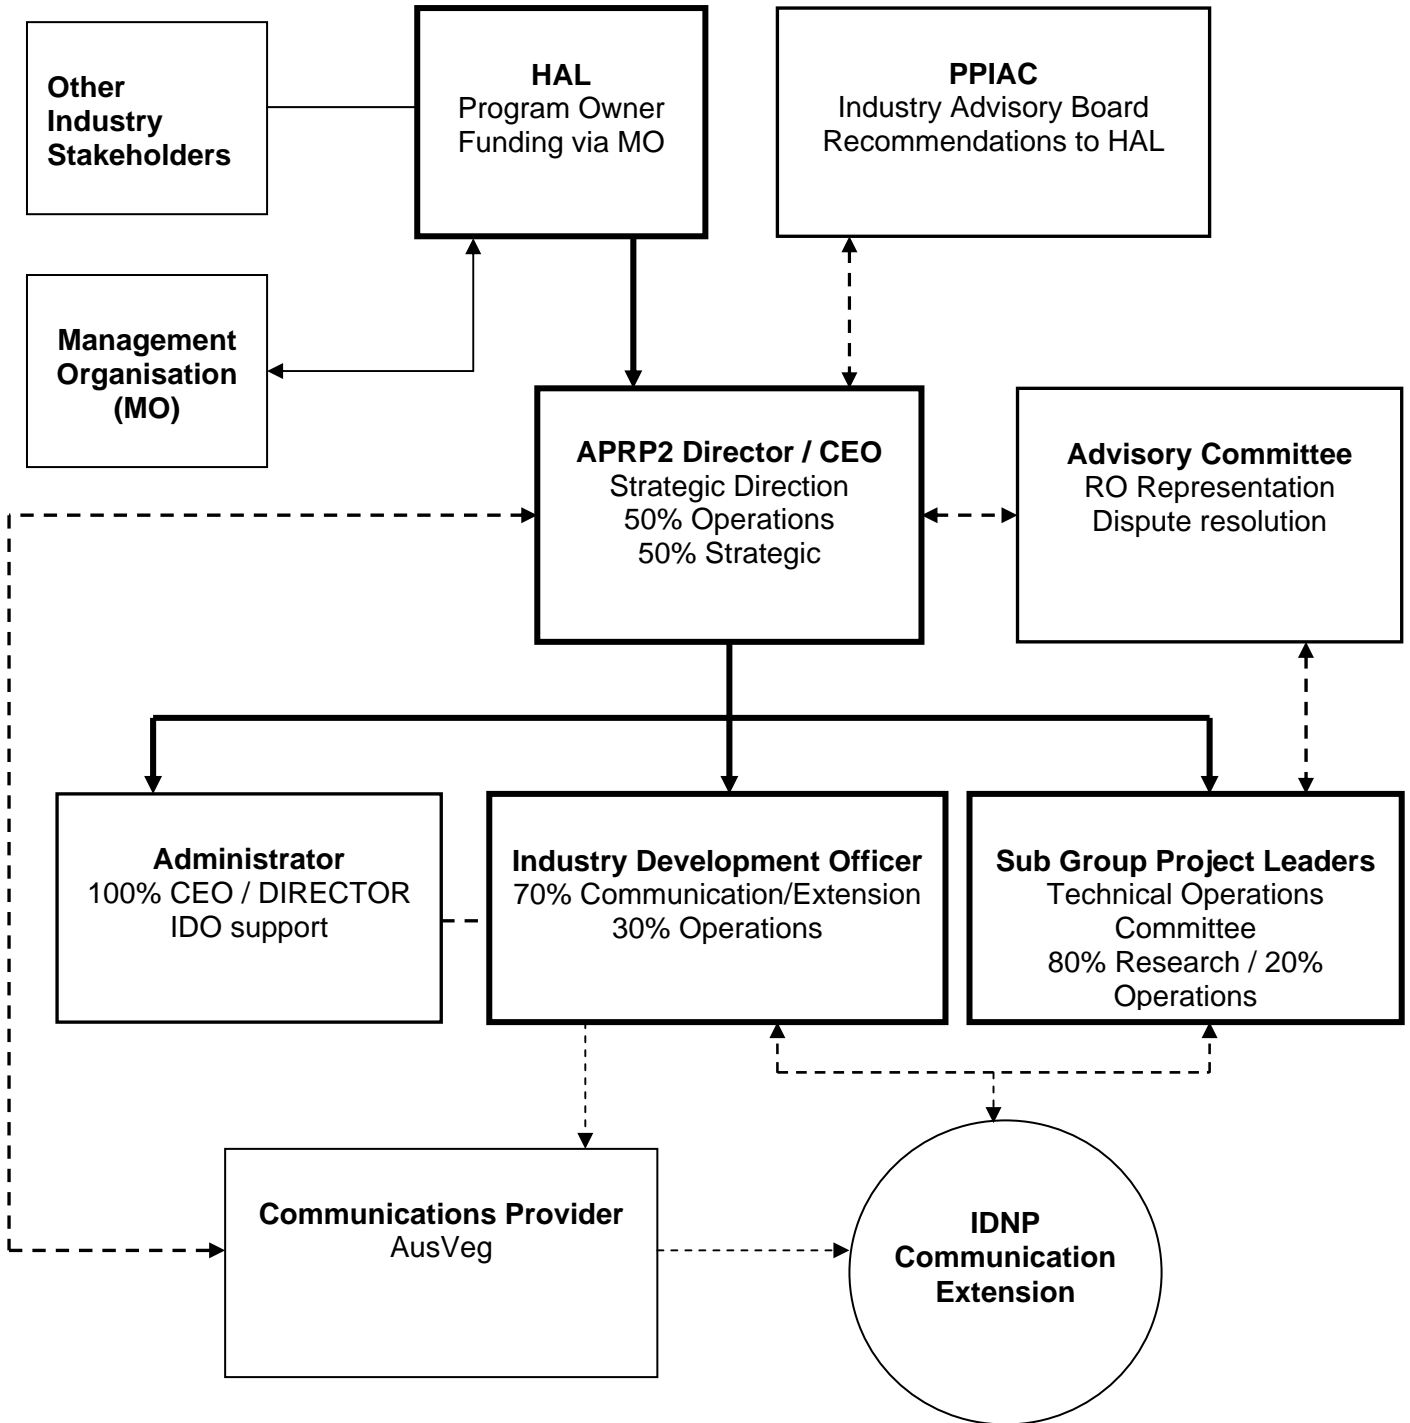 Other
Industry
Stakeholders
HAL
Program Owner
Funding via MO
PPIAC
Industry Advisory Board
Recommendations to HAL
Management
Organisation
(MO)
APRP2 Director / CEO
Strategic Direction
50% Operations
50% Strategic
Advisory Committee
RO Representation
Dispute resolution
Administrator
100% CEO / DIRECTOR
IDO support
Industry Development Officer
70% Communication/Extension
30% Operations
Sub Group Project Leaders
Technical Operations
Committee
80% Research / 20%
Operations
Communications Provider
AusVeg
IDNP
Communication
Extension